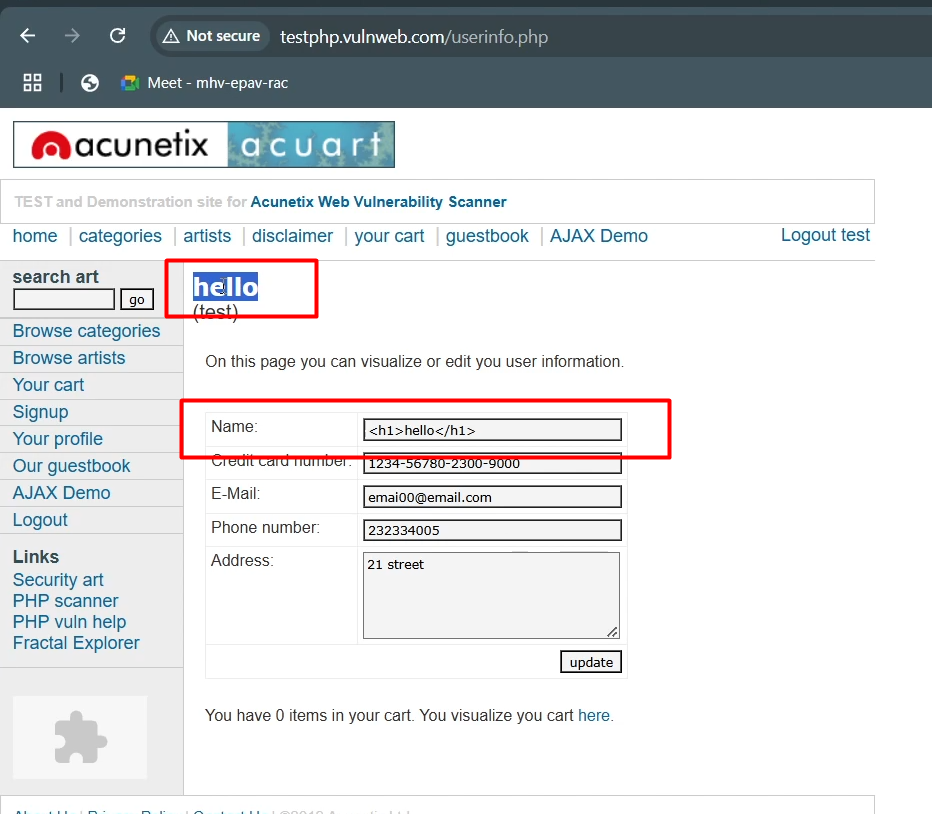 Not secure testphp.vulnweb.com/userinfo.php
Meet - mhv-epav-rac
acunetix acuart
TEST and Demonstration site for Acunetix Web Vulnerability Scanner
home categories artists disclaimer your cart guestbook AJAX Demo Logout test
search art
go
Browse categories
Browse artists
Your cart
Signup
Your profile
Our guestbook
AJAX Demo
Logout
Links
Security art
PHP scanner
PHP vuln help
Fractal Explorer
hello
(test)
On this page you can visualize or edit you user information.
Name: <h1>hello</h1>
Credit card number: 1234-56780-2300-9000
E-Mail: emai00@email.com
Phone number: 232334005
Address: 21 street
update
You have 0 items in your cart. You visualize you cart here.